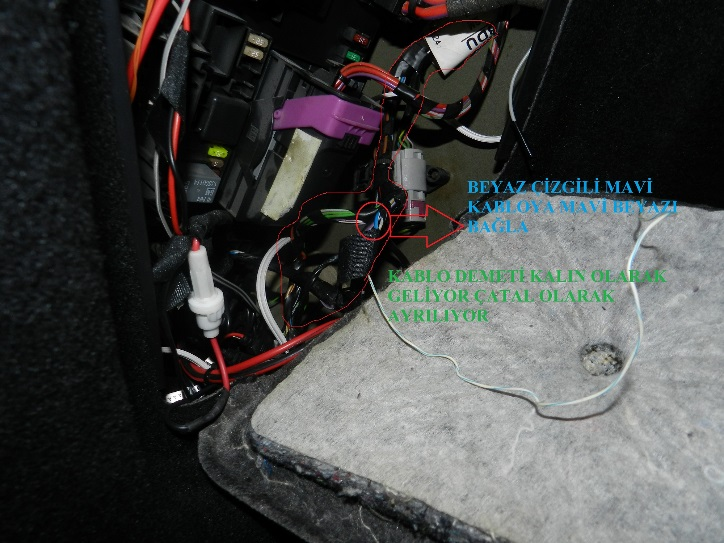 BEYAZ ÇİZGİLİ MAVİ
KABLOYA MAVİ BEYAZI
BAĞLA
KABLO DEMETİ KALIN OLARAK
GELİYOR ÇATAL OLARAK
AYRILIYOR